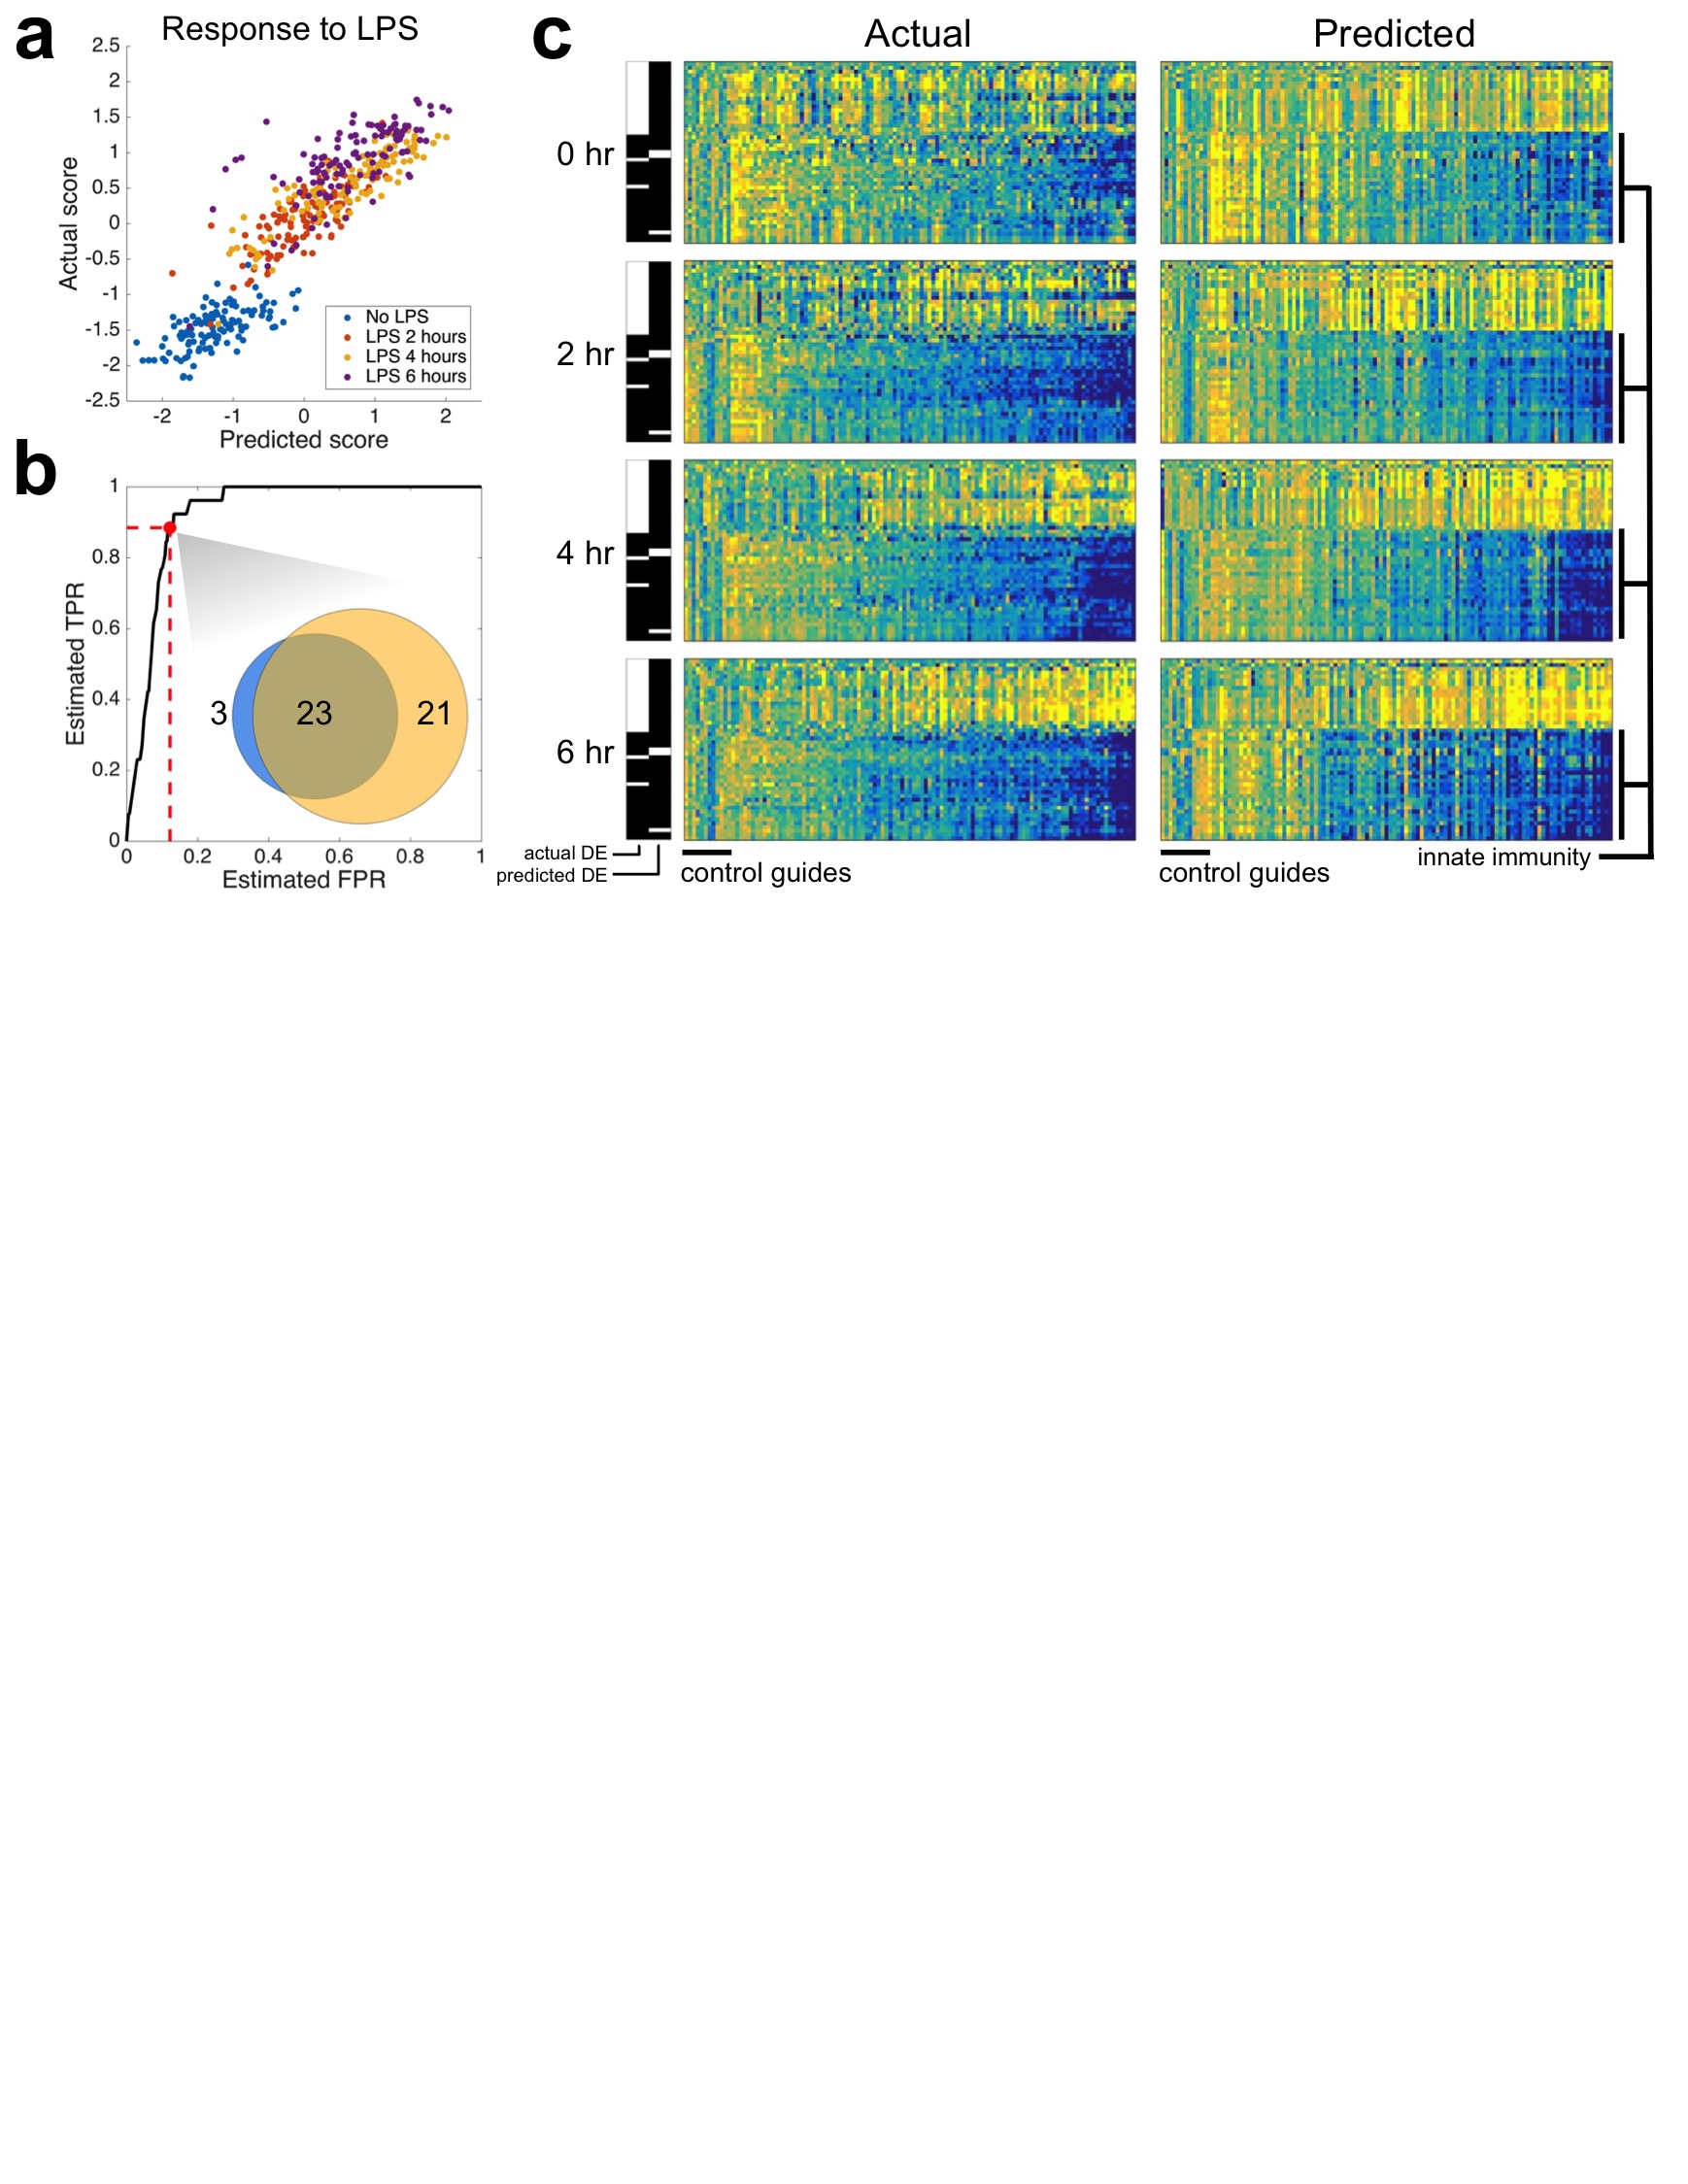 a
Response to LPS
Actual score
2.5
2
1.5
1
0.5
0
-0.5
-1
-1.5
-2
-2.5
-2 -1 0 1 2
Predicted score
No LPS
LPS 2 hours
LPS 4 hours
LPS 6 hours
b
Estimated TPR
1
0.8
0.6
0.4
0.2
0
0 0.2 0.4 0.6 0.8 1
Estimated FPR
3 23 21
c
Actual Predicted
0 hr
2 hr
4 hr
6 hr
actual DE
predicted DE
control guides
control guides
innate immunity